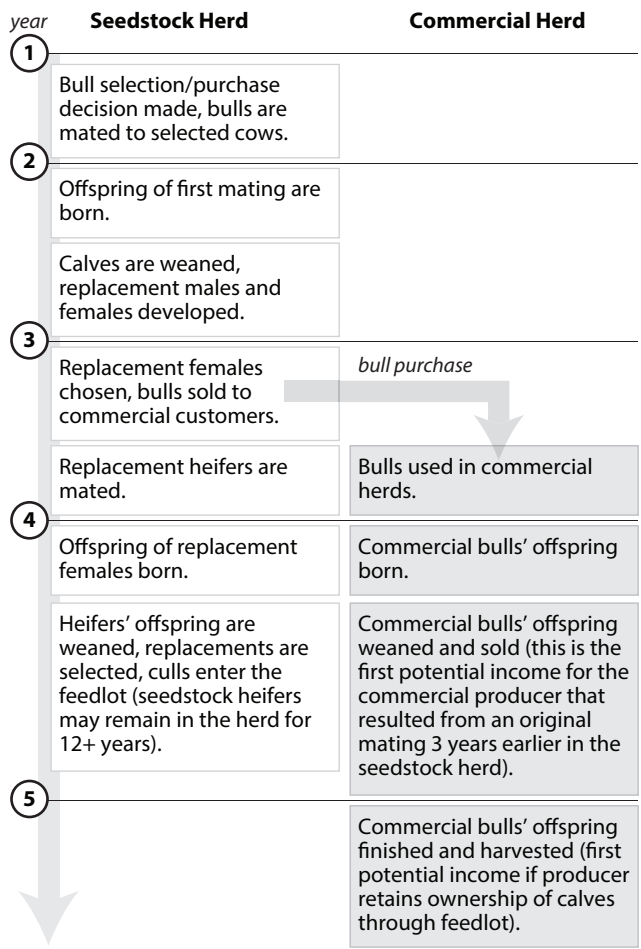 year
Seedstock Herd
Commercial Herd
1
Bull selection/purchase
decision made, bulls are
mated to selected cows.
2
Offspring of first mating are
born.
Calves are weaned,
replacement males and
females developed.
3
Replacement females
chosen, bulls sold to
commercial customers.
bull purchase
Replacement heifers are
mated.
Bulls used in commercial
herds.
4
Offspring of replacement
females born.
Commercial bulls’ offspring
born.
Heifers’ offspring are
weaned, replacements are
selected, culls enter the
feedlot (seedstock heifers
may remain in the herd for
12+ years).
Commercial bulls’ offspring
weaned and sold (this is the
first potential income for the
commercial producer that
resulted from an original
mating 3 years earlier in the
seedstock herd).
5
Commercial bulls’ offspring
finished and harvested (first
potential income if producer
retains ownership of calves
through feedlot).